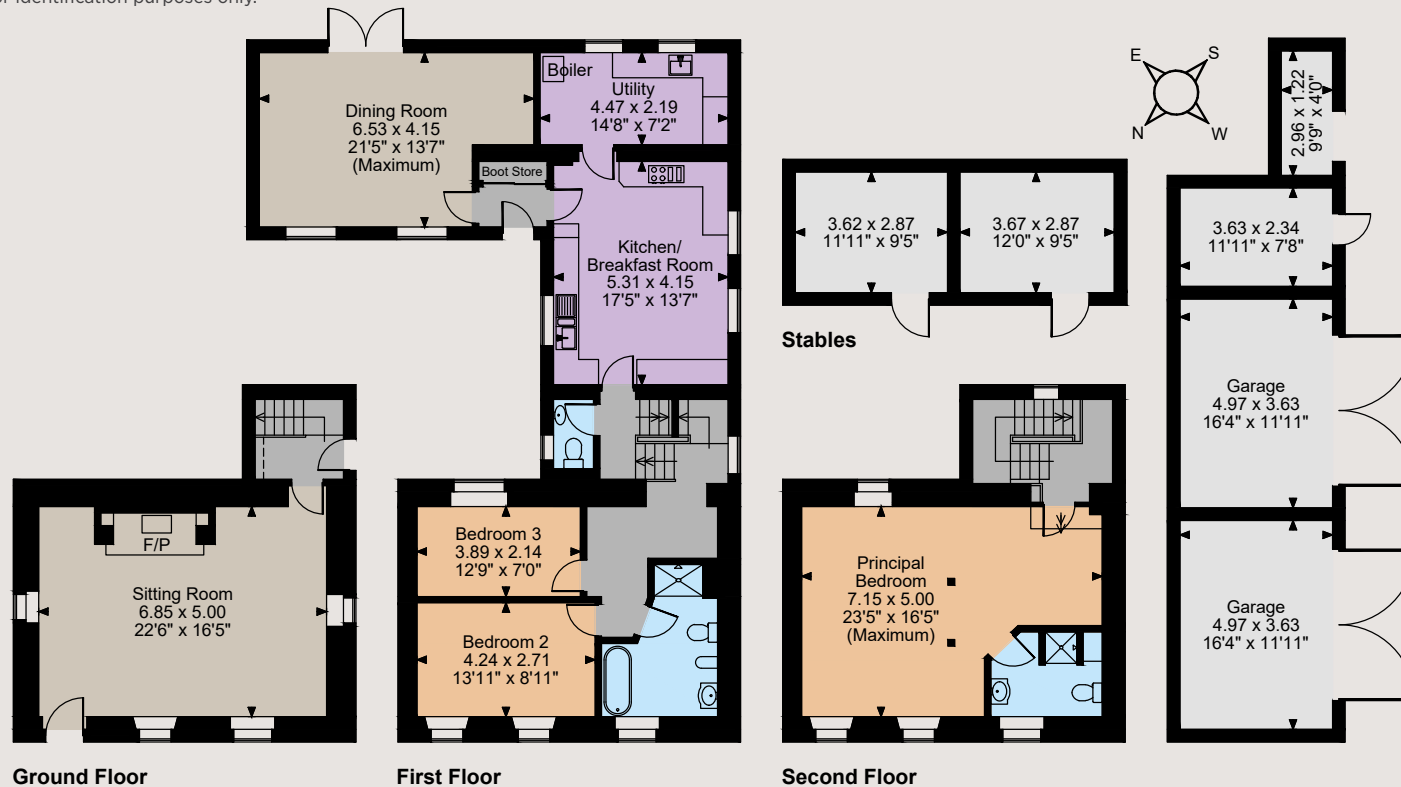 or identification purposes only.
Boiler
Utility
4.47 x 2.19
14'8" x 7'2"
Dining Room
6.53 x 4.15
21'5" x 13'7"
(Maximum)
Boot Store
Kitchen/
Breakfast Room
5.31 x 4.15
17'5" x 13'7"
E
S
N
W
2.96 x 1.22
9'9" x 4'0"
3.62 x 2.87
11'11" x 9'5"
3.67 x 2.87
12'0" x 9'5"
Stables
3.63 x 2.34
11'11" x 7'8"
Garage
4.97 x 3.63
16'4" x 11'11"
Garage
4.97 x 3.63
16'4" x 11'11"
F/P
Sitting Room
6.85 x 5.00
22'6" x 16'5"
Bedroom 3
3.89 x 2.14
12'9" x 7'0"
Bedroom 2
4.24 x 2.71
13'11" x 8'11"
Principal
Bedroom
7.15 x 5.00
23'5" x 16'5"
(Maximum)
Ground Floor
First Floor
Second Floor